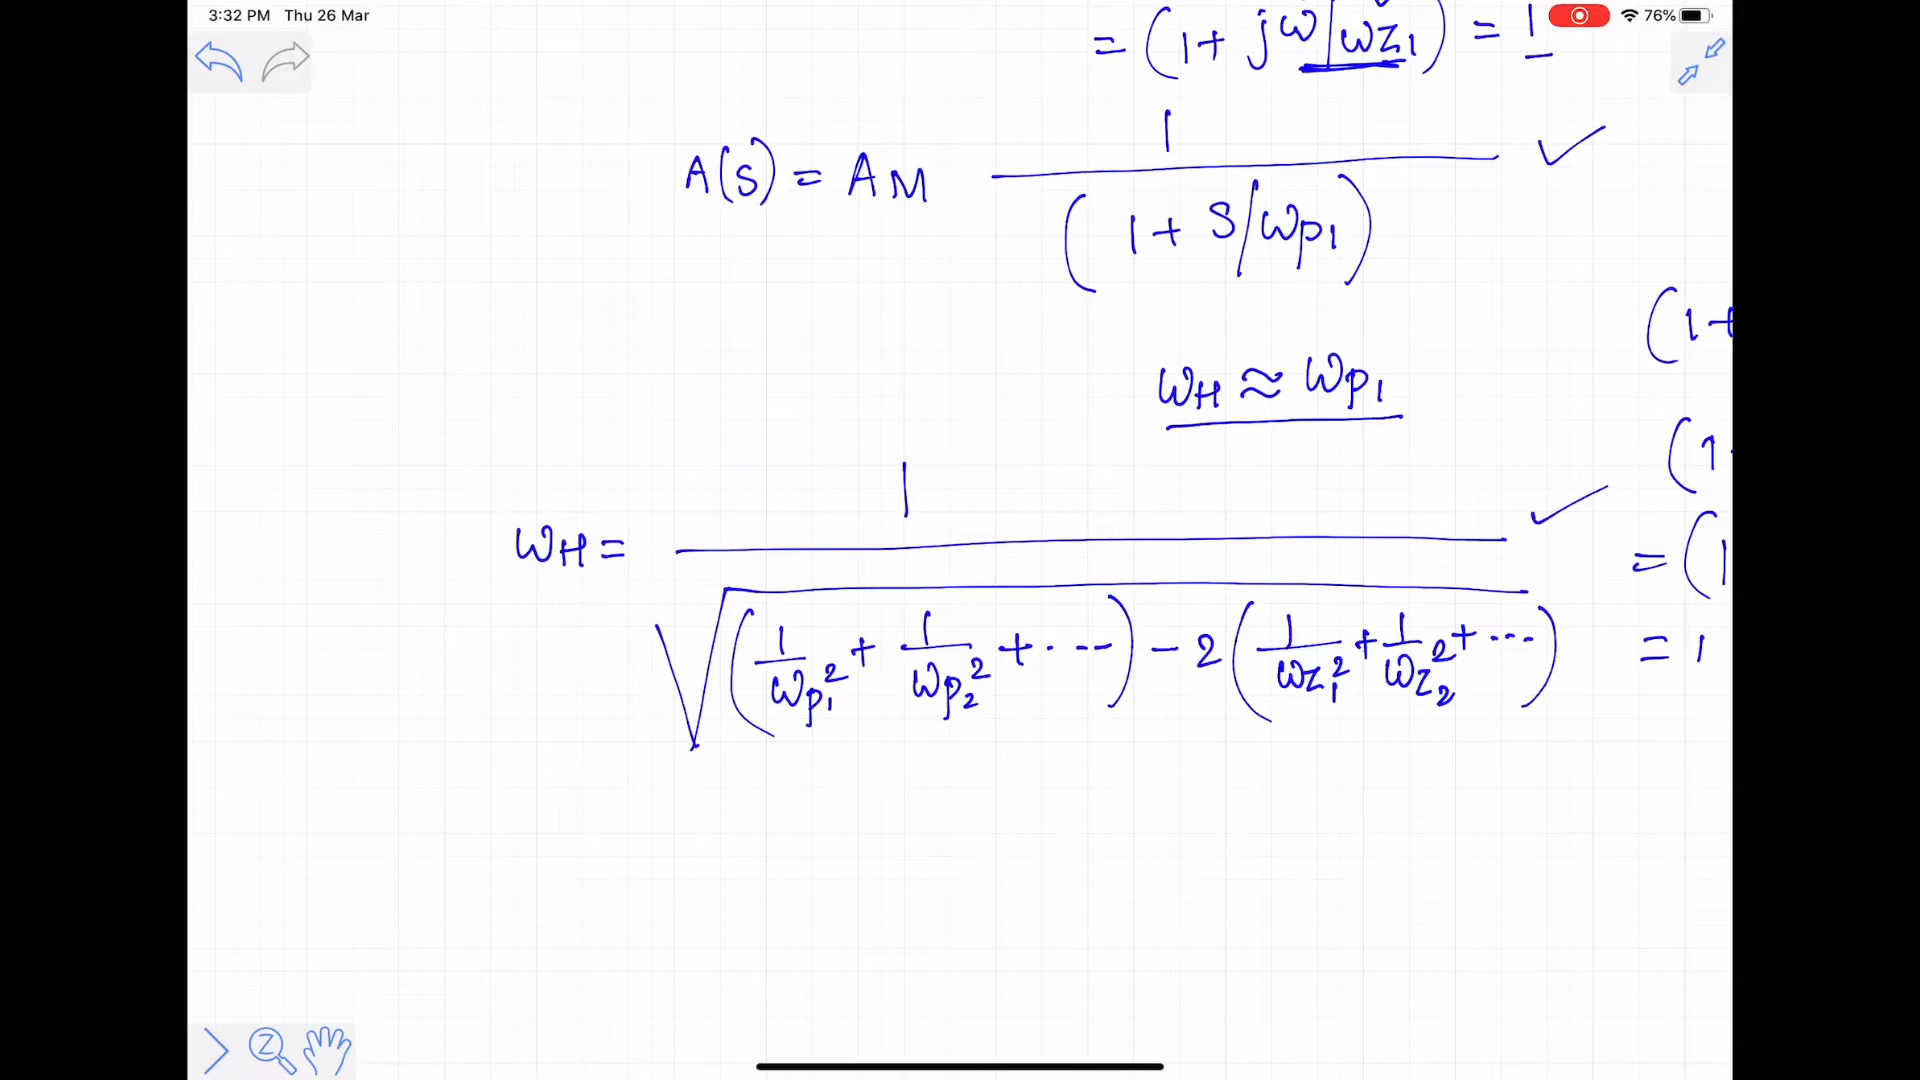 3:32 PM Thu 26 Mar 76%
= (1 + jω/ωz1) = 1
A(s) = AM 1 / (1 + S/ωp1) ✓
(1+
ωH ≈ ωp1
(1
ωH = 1 / √((1/ωp1² + 1/ωp2² + ...) - 2(1/ωz1² + 1/ωz2² + ...)) ✓
= (1
= 1